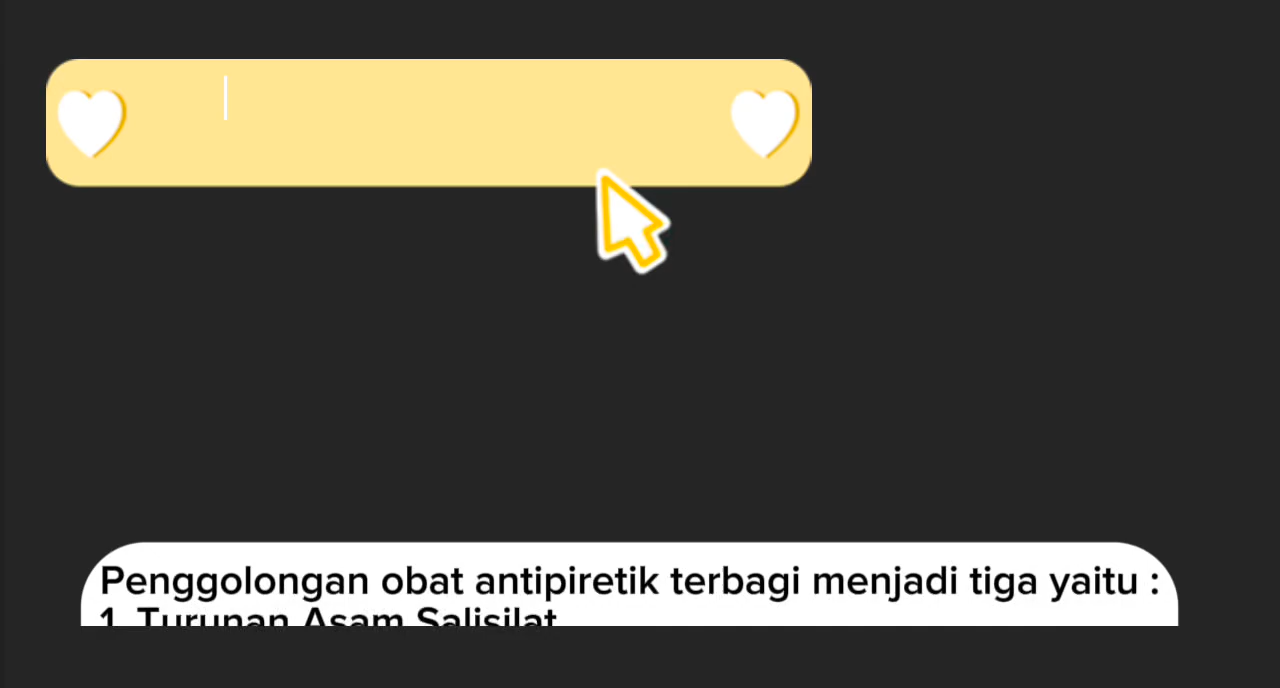 Penggolongan obat antipiretik terbagi menjadi tiga yaitu :
1. Turunan Asam Salisilat